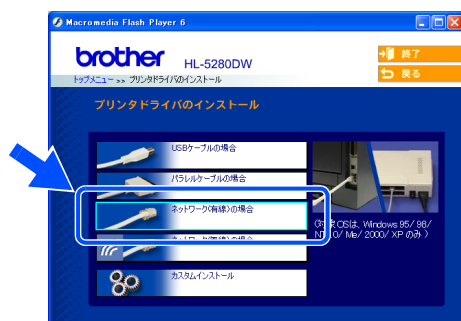 Macromedia Flash Player 6
brother
HL-5280DW
終了
戻る
トップメニュー >> プリンタドライバのインストール
プリンタドライバのインストール
USBケーブルの場合
パラレルケーブルの場合
ネットワーク(有線)の場合
の場合
カスタムインストール
OSは、Windows 95/98/
Me/2000/XP のみ )